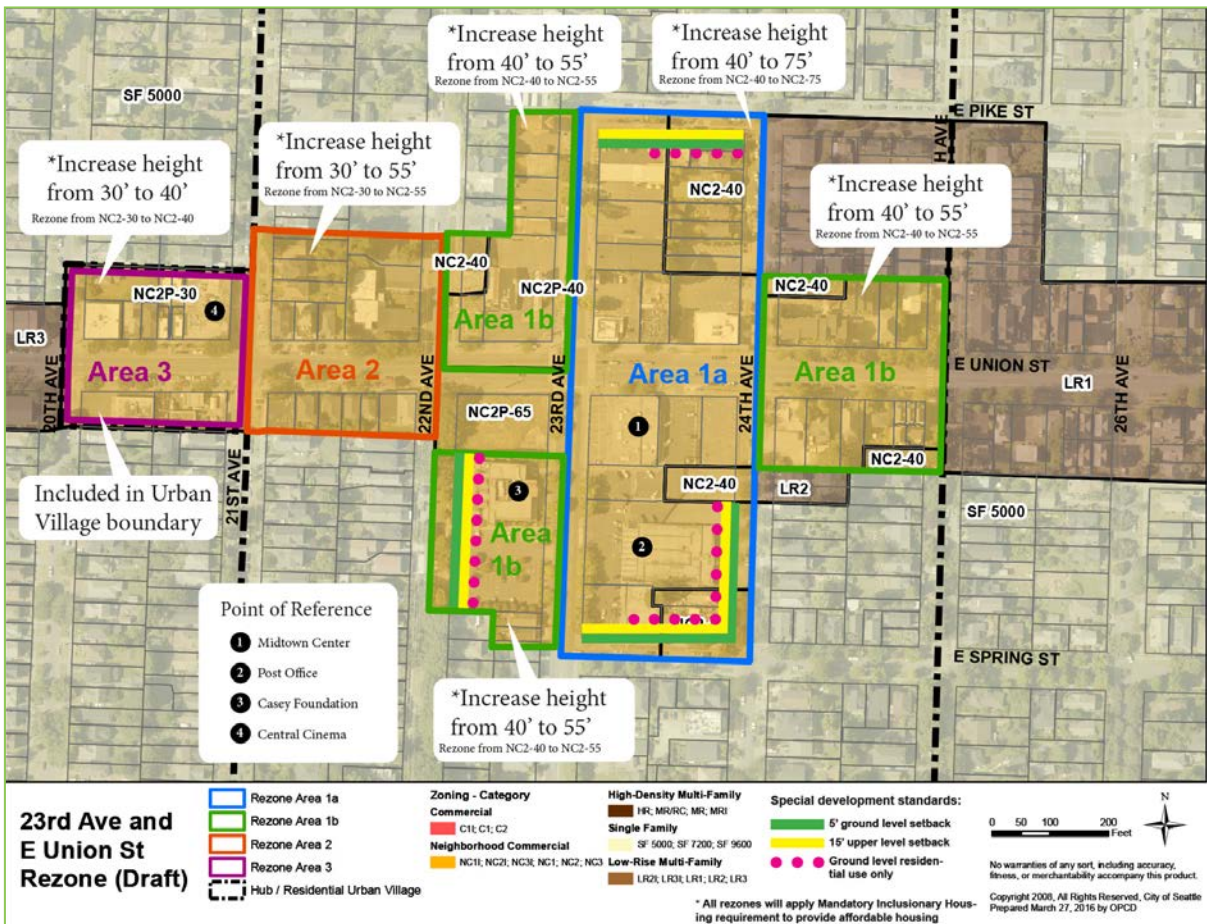 *Increase height
from 40' to 55'
Rezone from NC2-40 to NC2-55
*Increase height
from 40' to 75'
Rezone from NC2-40 to NC2-75
SF 5000
*Increase height
from 30' to 55'
Rezone from NC2-30 to NC2-55
*Increase height
from 30' to 40'
Rezone from NC2-30 to NC2-40
E PIKE ST
H AVE
*Increase height
from 40' to 55'
Rezone from NC2-40 to NC2-55
NC2-40
NC2-40
NC2P-40
NC2-40
NC2P-30
4
LR3
Area 3
Area 2
Area 1b
Area 1a
Area 1b
E UNION ST
LR1
20TH AVE
22ND AVE
23RD AVE
24TH AVE
26TH AVE
NC2P-65
1
NC2-40
NC2-40
LR2
SF 5000
Included in Urban
Village boundary
21ST AVE
3
Area
1b
2
E SPRING ST
Point of Reference
1 Midtown Center
2 Post Office
3 Casey Foundation
4 Central Cinema
*Increase height
from 40' to 55'
Rezone from NC2-40 to NC2-55
23rd Ave and
E Union St
Rezone (Draft)
Rezone Area 1a
Rezone Area 1b
Rezone Area 2
Rezone Area 3
Hub / Residential Urban Village
Zoning - Category
Commercial
C1I; C1; C2
Neighborhood Commercial
NC1I; NC2I; NC3I; NC1; NC2; NC3
High-Density Multi-Family
HR; MR/RC; MR; MRI
Single Family
SF 5000; SF 7200; SF 9600
Low-Rise Multi-Family
LR2I; LR3I; LR1; LR2; LR3
Special development standards:
5' ground level setback
15' upper level setback
Ground level residen-
tial use only
* All rezones will apply Mandatory Inclusionary Hous-
ing requirement to provide affordable housing
N
0 50 100 200
Feet
No warranties of any sort, including accuracy,
fitness, or merchantability accompany this product.
Copyright 2008, All Rights Reserved, City of Seattle
Prepared March 27, 2016 by OPCD